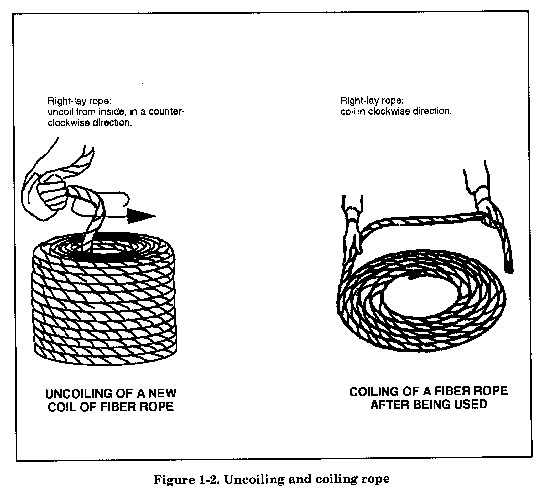 Right-lay rope:
uncoil from inside, in a counter-
clockwise direction.
Right-lay rope:
coil in clockwise direction.
UNCOILING OF A NEW
COIL OF FIBER ROPE
COILING OF A FIBER ROPE
AFTER BEING USED
Figure 1-2. Uncoiling and coiling rope